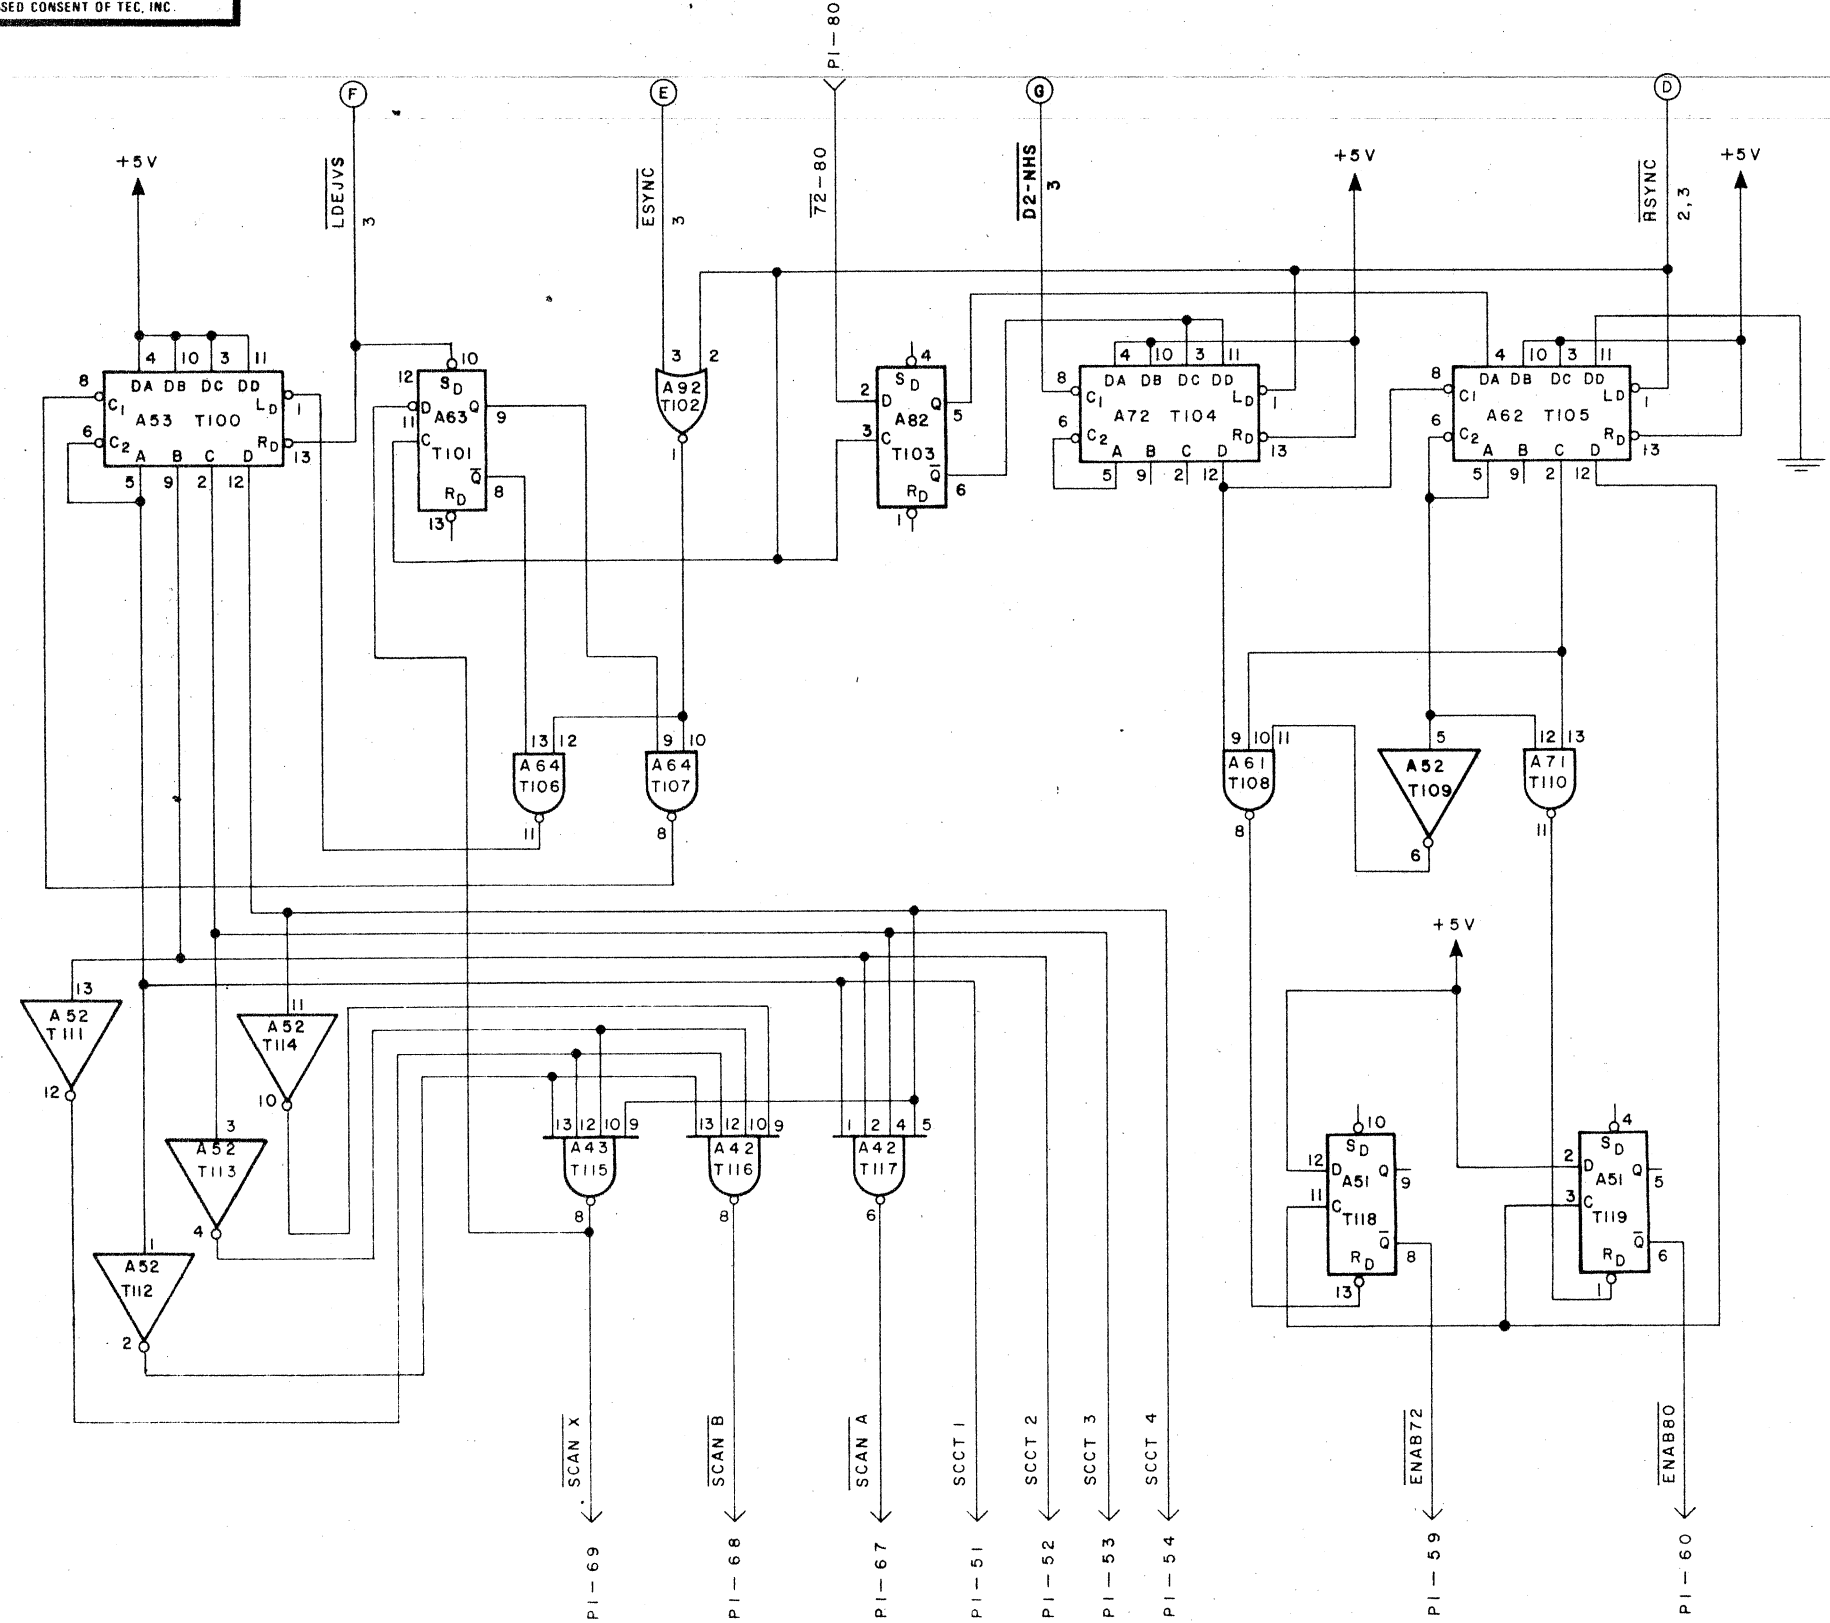 SED CONSENT OF TEC, INC.
PI-80
F
E
G
D
+5V
LDEJVS
3
ESYNC
3
72-80
D2-NHS
3
+5V
RSYNC
2,3
+5V
4 10 3 11
8 DA DB DC DD
C1 LD 1
A53 T100
6 C2 RD 13
A B C D
5 9 2 12
10
12 SD
D Q 9
11 A63
C
T101
Q 8
RD
13
3 2
A92
T102
1
4
SD
2 D Q 5
A82
3 C
T103
Q 6
RD
1
4 10 3 11
8 DA DB DC DD
C1 LD 1
A72 T104
6 C2 RD 13
A B C D
5 9 2 12
4 10 3 11
8 DA DB DC DD
C1 LD 1
A62 T105
6 C2 RD 13
A B C D
5 9 2 12
13 12
A64
T106
11
9 10
A64
T107
8
9 10 11
A61
T108
8
5
A52
T109
6
12 13
A71
T110
11
+5V
13
A52
T111
12
11
A52
T114
10
3
A52
T113
4
1
A52
T112
2
13 12 10 9
A43
T115
8
13 12 10 9
A42
T116
8
1 2 4 5
A42
T117
6
10
SD
12 D Q 9
A51
11 C
T118
Q 8
RD
13
4
SD
2 D Q 5
A51
3 C
T119
Q 6
RD
1
SCAN X
SCAN B
SCAN A
SCCT 1
SCCT 2
SCCT 3
SCCT 4
ENAB72
ENAB80
PI-69
PI-68
PI-67
PI-51
PI-52
PI-53
PI-54
PI-59
PI-60